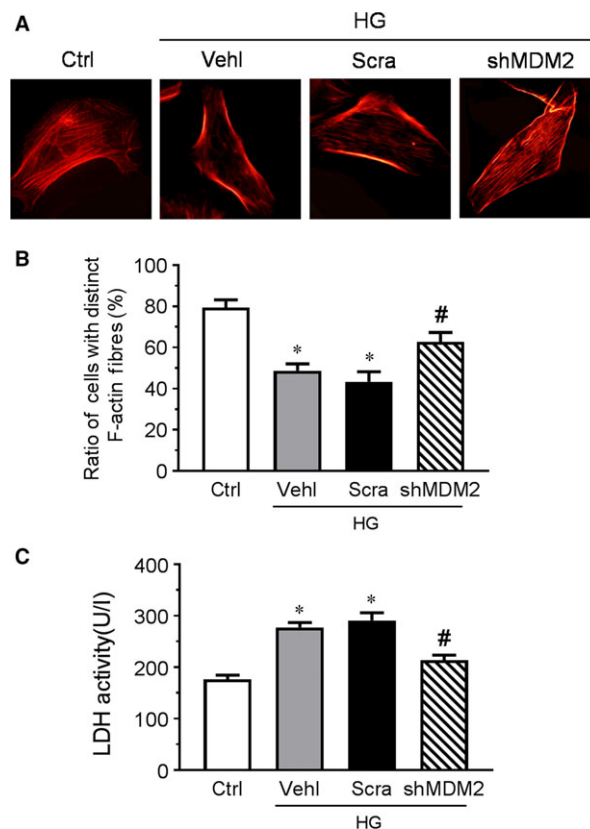 A
HG
Ctrl Vehl Scra shMDM2
B
Ratio of cells with distinct
F-actin fibres (%)
100
80
60
40
20
0
* * #
Ctrl Vehl Scra shMDM2
HG
C
LDH activity(U/l)
400
300
200
100
0
* * #
Ctrl Vehl Scra shMDM2
HG